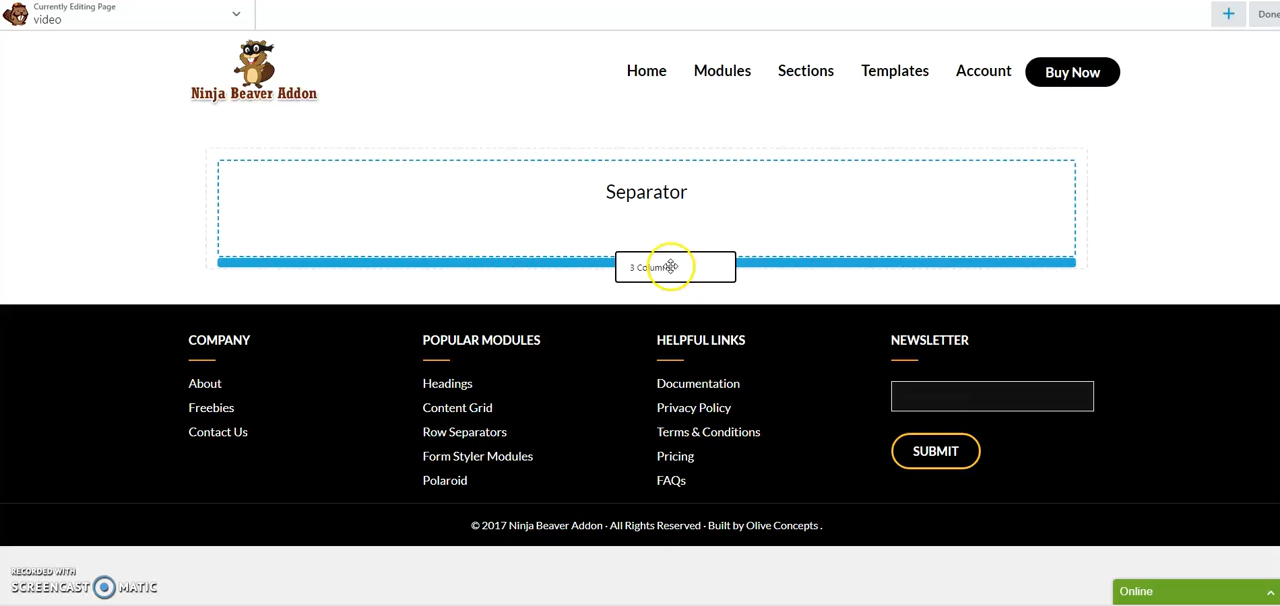 Currently Editing Page
video
+
Done
Ninja Beaver Addon
Home
Modules
Sections
Templates
Account
Buy Now
Separator
3 Columns
COMPANY
About
Freebies
Contact Us
POPULAR MODULES
Headings
Content Grid
Row Separators
Form Styler Modules
Polaroid
HELPFUL LINKS
Documentation
Privacy Policy
Terms & Conditions
Pricing
FAQs
NEWSLETTER
SUBMIT
© 2017 Ninja Beaver Addon · All Rights Reserved · Built by Olive Concepts .
RECORDED WITH
SCREENCAST MATIC
Online